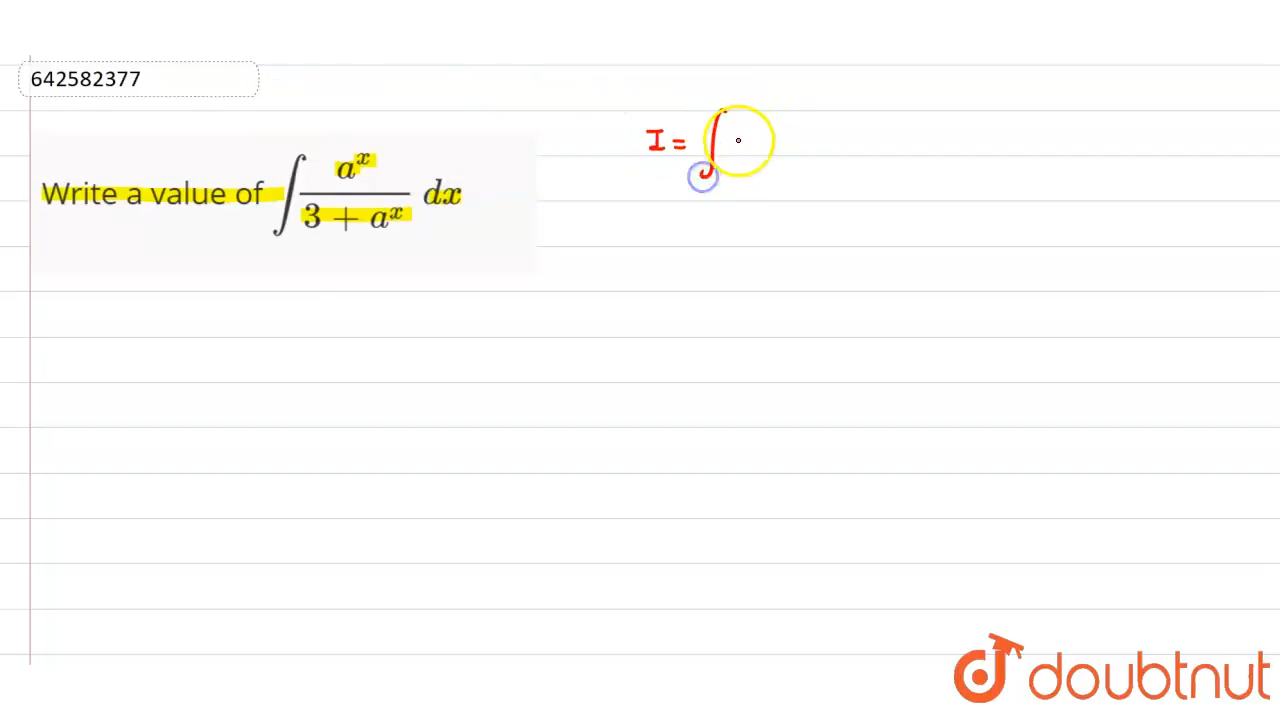 642582377
I = ∫
Write a value of ∫ a^x / (3 + a^x) dx
doubtnut